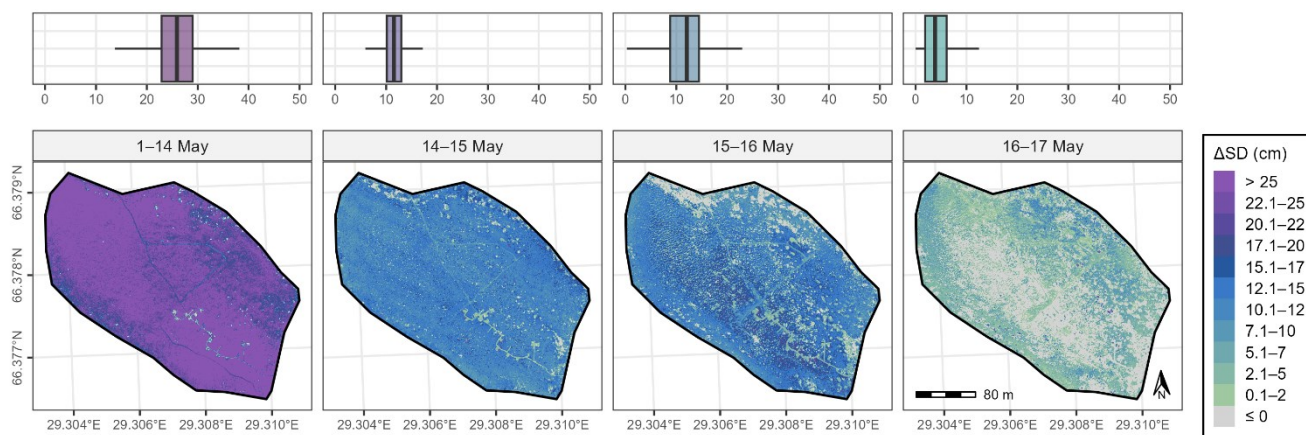 0 10 20 30 40 50
0 10 20 30 40 50
0 10 20 30 40 50
0 10 20 30 40 50
1–14 May
14–15 May
15–16 May
16–17 May
66.379°N
66.378°N
66.377°N
80 m
N
29.304°E 29.306°E 29.308°E 29.310°E
29.304°E 29.306°E 29.308°E 29.310°E
29.304°E 29.306°E 29.308°E 29.310°E
29.304°E 29.306°E 29.308°E 29.310°E
ΔSD (cm)
> 25
22.1–25
20.1–22
17.1–20
15.1–17
12.1–15
10.1–12
7.1–10
5.1–7
2.1–5
0.1–2
≤ 0